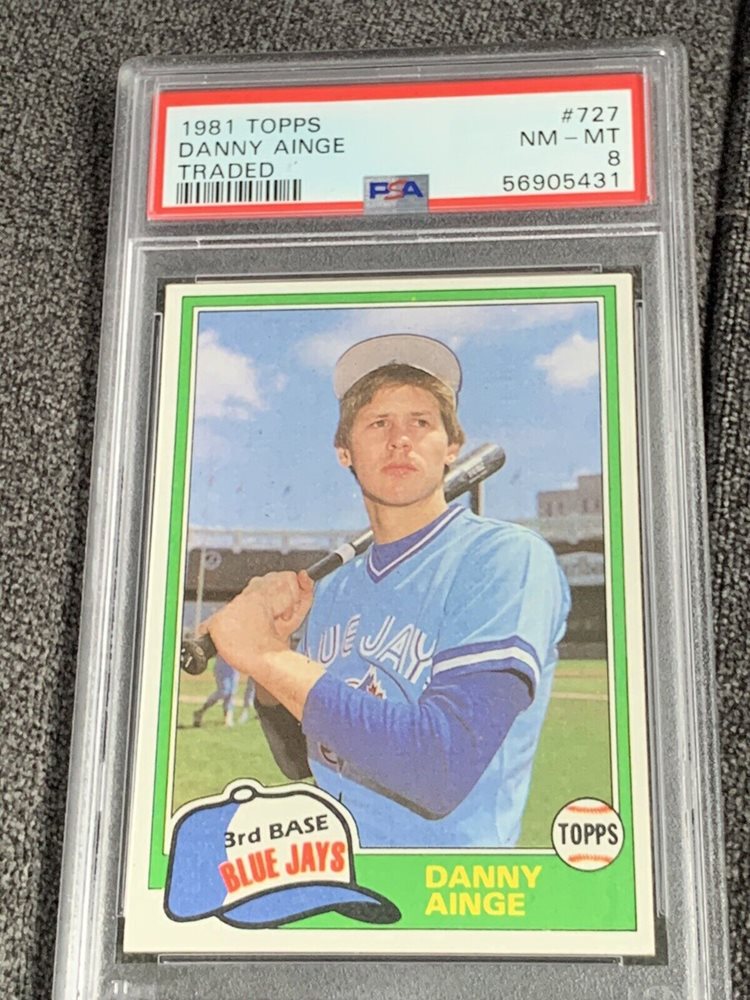 1981 TOPPS #727
DANNY AINGE NM - MT
TRADED 8
PSA 56905431
BLUE JAYS
3rd BASE
BLUE JAYS
TOPPS
DANNY
AINGE